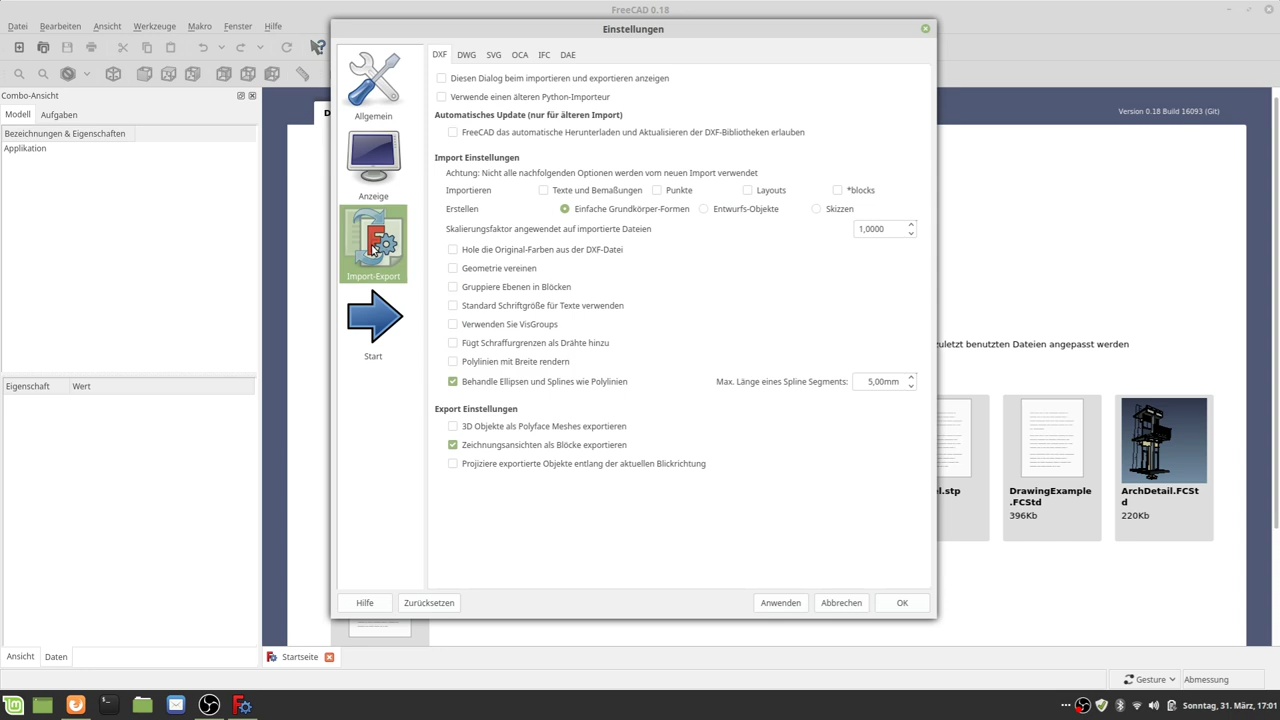 FreeCAD 0.18
Datei Bearbeiten Ansicht Werkzeuge Makro Fenster Hilfe
Einstellungen
Combo-Ansicht
Modell Aufgaben
Bezeichnungen & Eigenschaften
Applikation
Eigenschaft Wert
Ansicht Daten
Allgemein
Anzeige
Import-Export
Start
DXF DWG SVG OCA IFC DAE
Diesen Dialog beim importieren und exportieren anzeigen
Verwende einen älteren Python-Importeur
Automatisches Update (nur für älteren Import)
FreeCAD das automatische Herunterladen und Aktualisieren der DXF-Bibliotheken erlauben
Import Einstellungen
Achtung: Nicht alle nachfolgenden Optionen werden vom neuen Import verwendet
Importieren Texte und Bemaßungen Punkte Layouts *blocks
Erstellen Einfache Grundkörper-Formen Entwurfs-Objekte Skizzen
Skalierungsfaktor angewendet auf importierte Dateien 1,0000
Hole die Original-Farben aus der DXF-Datei
Geometrie vereinen
Gruppiere Ebenen in Blöcken
Standard Schriftgröße für Texte verwenden
Verwenden Sie VisGroups
Fügt Schraffurgrenzen als Drähte hinzu
Polylinien mit Breite rendern
Behandle Ellipsen und Splines wie Polylinien Max. Länge eines Spline Segments: 5,00mm
Export Einstellungen
3D Objekte als Polyface Meshes exportieren
Zeichnungsansichten als Blöcke exportieren
Projiziere exportierte Objekte entlang der aktuellen Blickrichtung
Hilfe Zurücksetzen Anwenden Abbrechen OK
Version 0.18 Build 16093 (Git)
zuletzt benutzten Dateien angepasst werden
l.stp
DrawingExample
.FCStd
396Kb
ArchDetail.FCSt
d
220Kb
Startseite
Gesture Abmessung
Sonntag, 31. März, 17:01